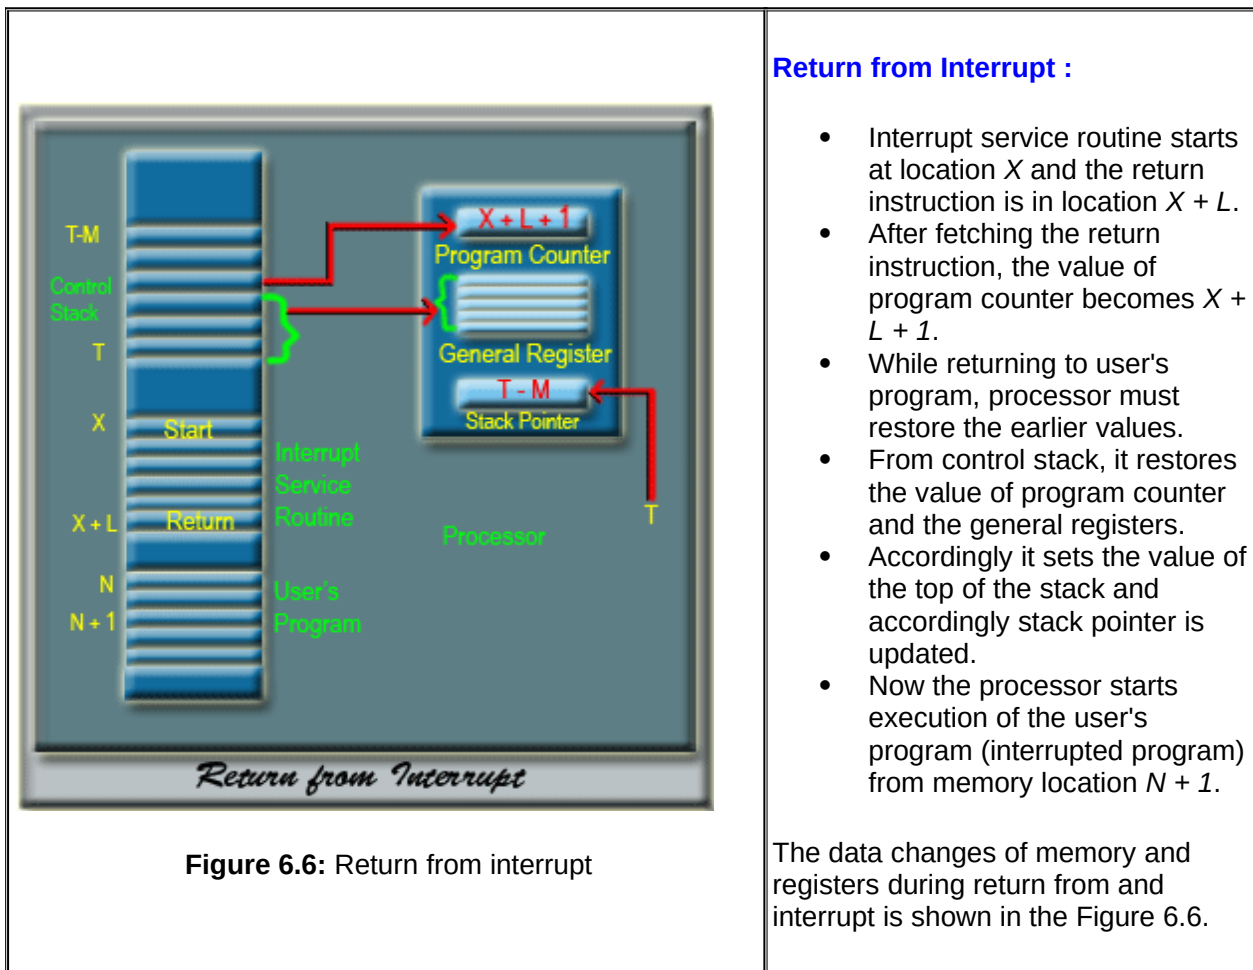 T-M
Control
Stack
T
X
X + L
N
N + 1
Start
Return
Interrupt
Service
Routine
User's
Program
X + L + 1
Program Counter
General Register
T - M
Stack Pointer
T
Processor
Return from Interrupt
Figure 6.6: Return from interrupt
Return from Interrupt :
• Interrupt service routine starts
at location X and the return
instruction is in location X + L.
• After fetching the return
instruction, the value of
program counter becomes X +
L + 1.
• While returning to user's
program, processor must
restore the earlier values.
• From control stack, it restores
the value of program counter
and the general registers.
• Accordingly it sets the value of
the top of the stack and
accordingly stack pointer is
updated.
• Now the processor starts
execution of the user's
program (interrupted program)
from memory location N + 1.
The data changes of memory and
registers during return from and
interrupt is shown in the Figure 6.6.